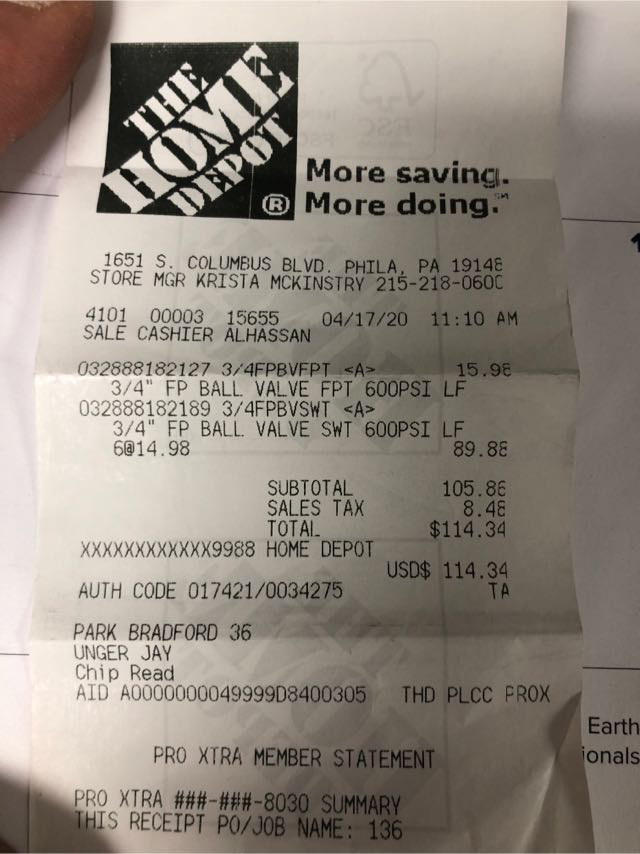 THE
HOME
DEPOT
®
More saving.
More doing.℠
1651 S. COLUMBUS BLVD. PHILA, PA 19148
STORE MGR KRISTA MCKINSTRY 215-218-0600
4101 00003 15655 04/17/20 11:10 AM
SALE CASHIER ALHASSAN
032888182127 3/4FPBVFPT <A> 15.98
3/4" FP BALL VALVE FPT 600PSI LF
032888182189 3/4FPBVSWT <A>
3/4" FP BALL VALVE SWT 600PSI LF
6@14.98 89.88
SUBTOTAL 105.86
SALES TAX 8.48
TOTAL $114.34
XXXXXXXXXXXX9988 HOME DEPOT
USD$ 114.34
AUTH CODE 017421/0034275 TA
PARK BRADFORD 36
UNGER JAY
Chip Read
AID A0000000049999D8400305 THD PLCC PROX
PRO XTRA MEMBER STATEMENT
PRO XTRA ###-###-8030 SUMMARY
THIS RECEIPT PO/JOB NAME: 136
Earth
ionals